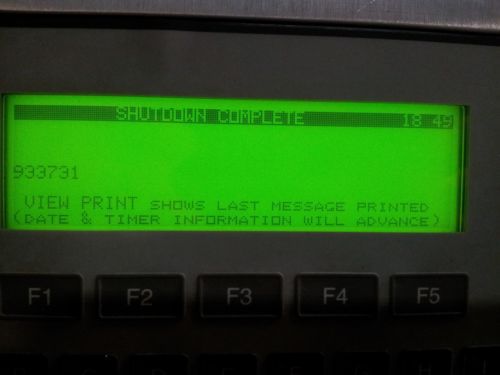 SHUTDOWN COMPLETE 18 49
933731
VIEW PRINT SHOWS LAST MESSAGE PRINTED
(DATE & TIMER INFORMATION WILL ADVANCE)
F1 F2 F3 F4 F5